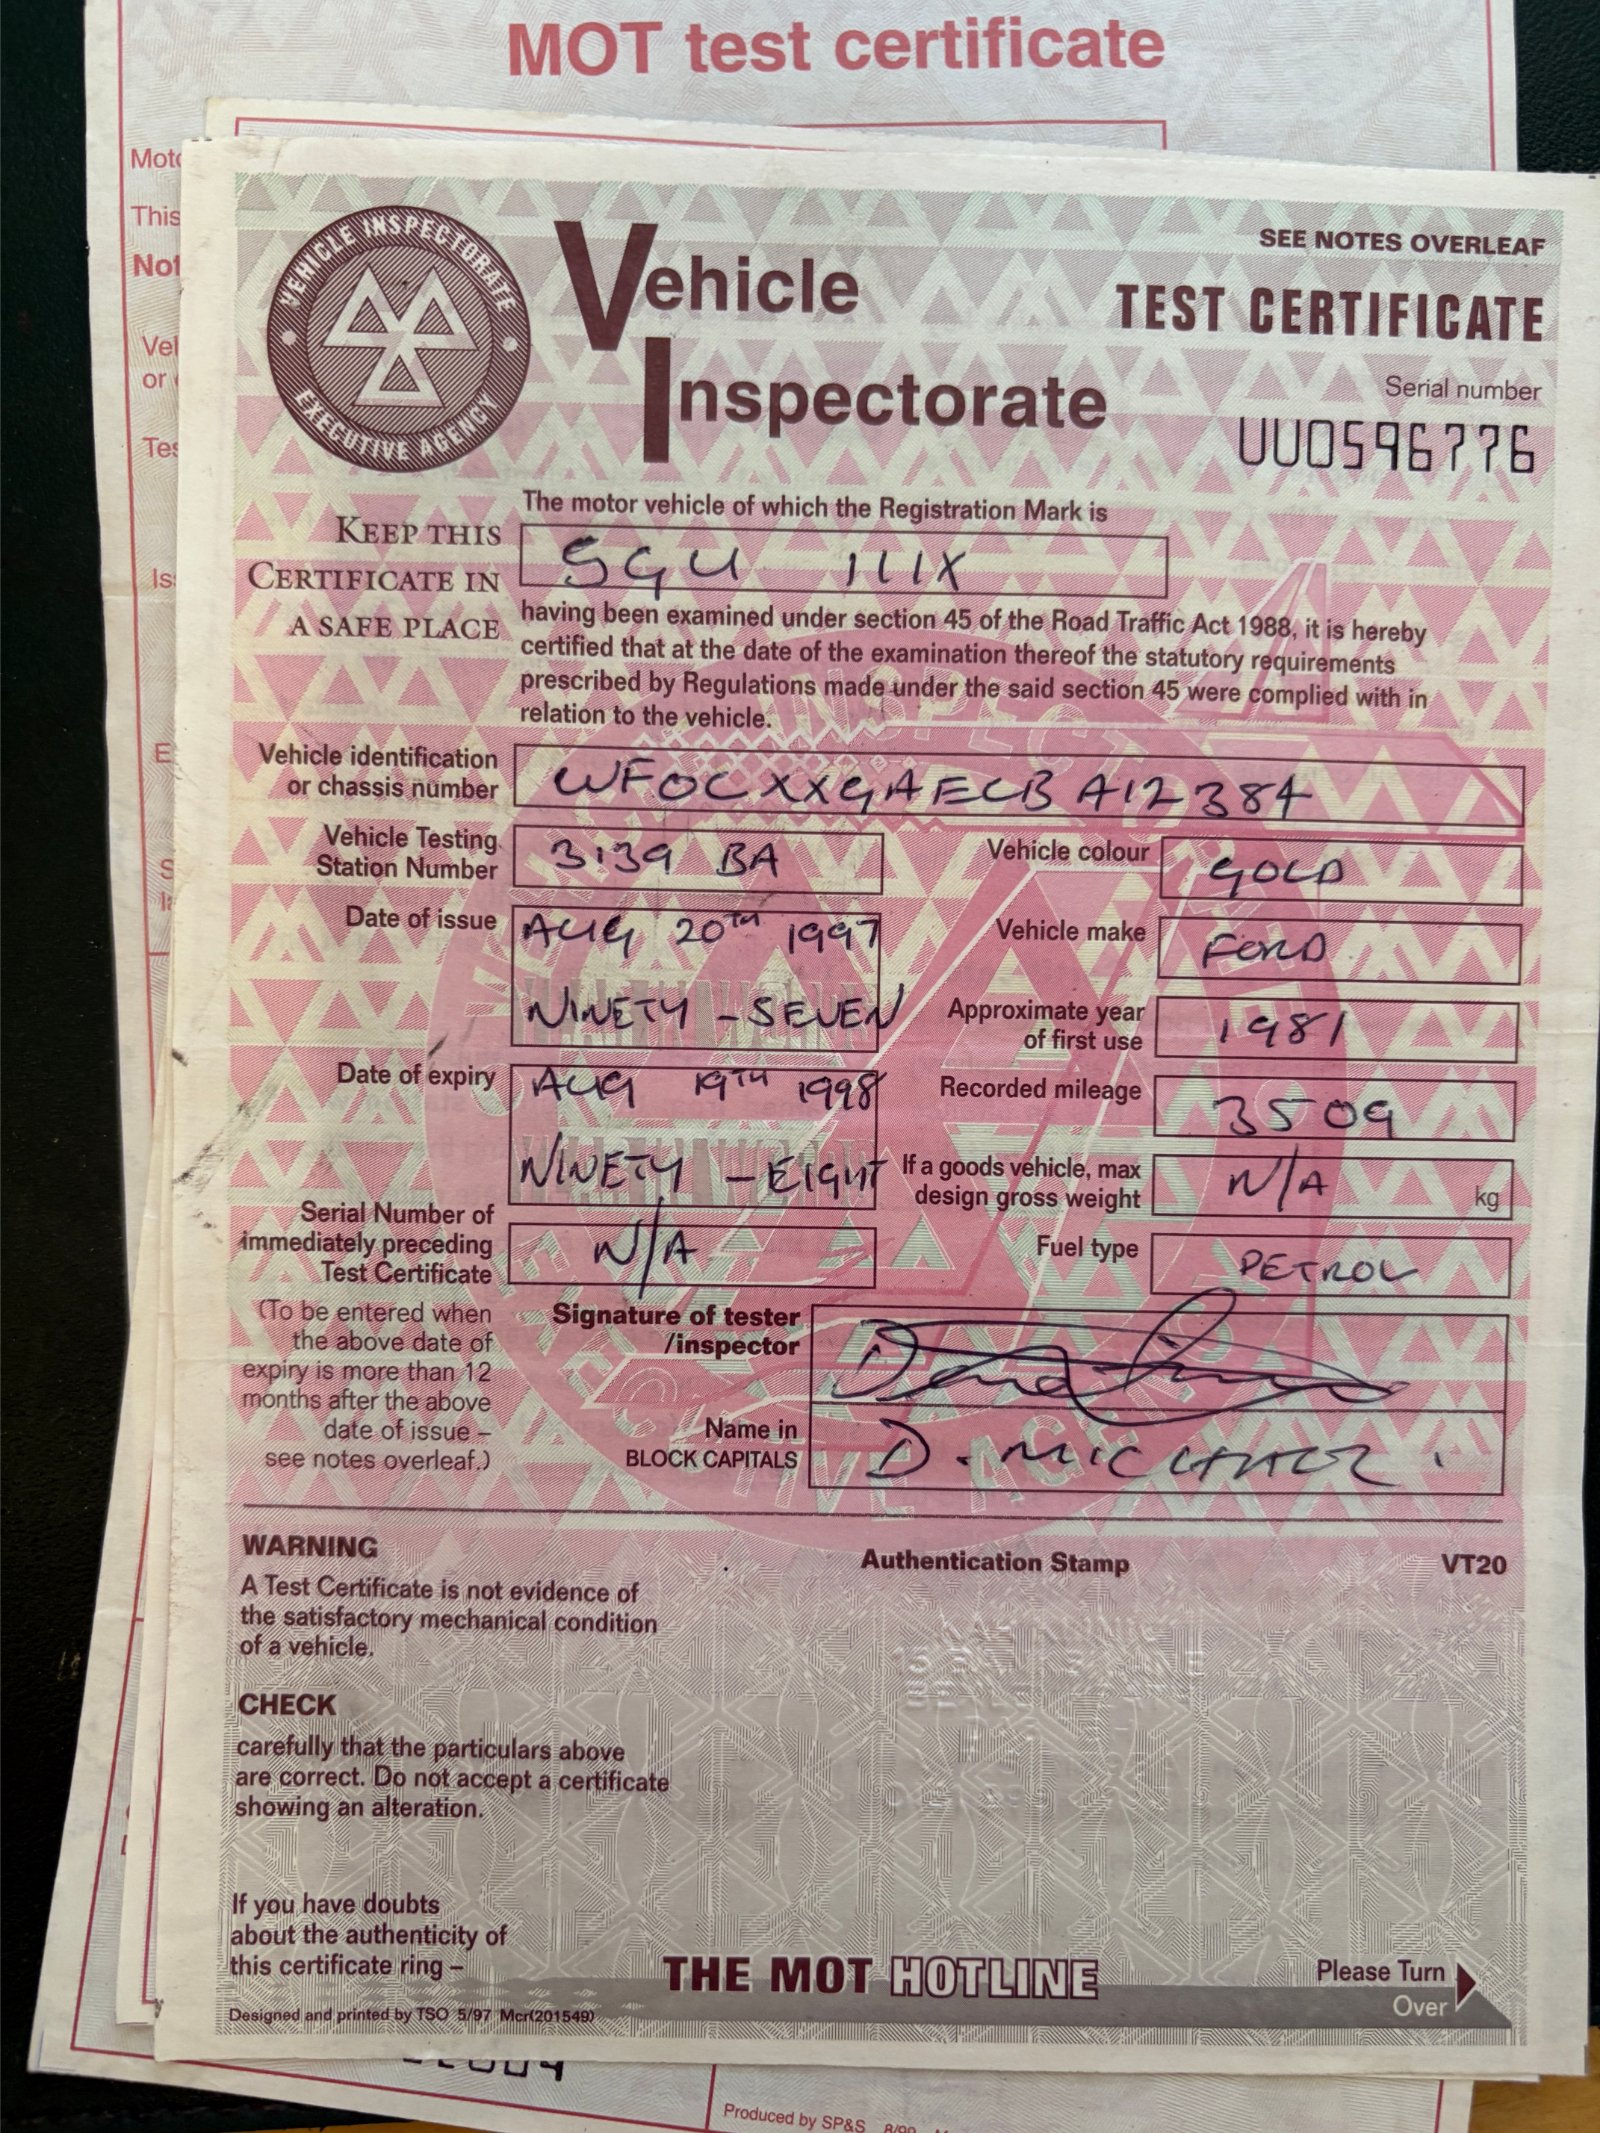 MOT test certificate
Moto
This
Not
Vel
or
Tes
Is
E
S
VEHICLE INSPECTORATE
EXECUTIVE AGENCY
Vehicle
Inspectorate
SEE NOTES OVERLEAF
TEST CERTIFICATE
Serial number
UU0596776
KEEP THIS
CERTIFICATE IN
A SAFE PLACE
The motor vehicle of which the Registration Mark is
SGU 111X
having been examined under section 45 of the Road Traffic Act 1988, it is hereby
certified that at the date of the examination thereof the statutory requirements
prescribed by Regulations made under the said section 45 were complied with in
relation to the vehicle.
Vehicle identification
or chassis number
WFOCXXGAECBA12384
Vehicle Testing
Station Number
3139 BA
Vehicle colour
GOLD
Date of issue
AUG 20TH 1997
NINETY - SEVEN
Vehicle make
FORD
Approximate year
of first use
1981
Date of expiry
AUG 19TH 1998
NINETY - EIGHT
Recorded mileage
3509
If a goods vehicle, max
design gross weight
N/A
kg
Serial Number of
immediately preceding
Test Certificate
N/A
Fuel type
PETROL
(To be entered when
the above date of
expiry is more than 12
months after the above
date of issue –
see notes overleaf.)
Signature of tester
/inspector
Name in
BLOCK CAPITALS
D. MICHAEL.
WARNING
A Test Certificate is not evidence of
the satisfactory mechanical condition
of a vehicle.
Authentication Stamp
VT20
CHECK
carefully that the particulars above
are correct. Do not accept a certificate
showing an alteration.
If you have doubts
about the authenticity of
this certificate ring –
THE MOT HOTLINE
Please Turn
Over
Designed and printed by TSO 5/97 Mcr(201549)
Produced by SP&S 8/99